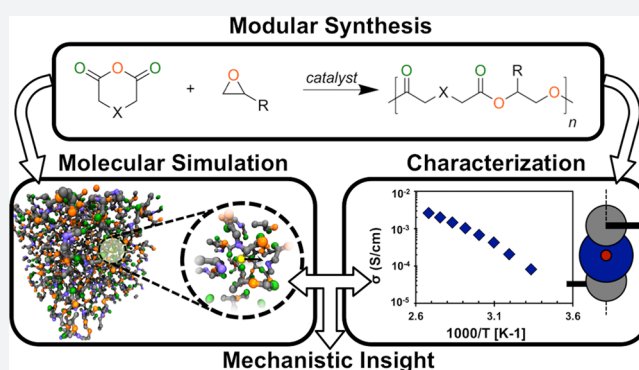 Modular Synthesis
O O O
X
+
O
R
catalyst
O R
X O
O O
n
Molecular Simulation
Characterization
σ (S/cm)
10-2
10-3
10-4
10-5
2.6 3.1 3.6
1000/T [K-1]
Mechanistic Insight